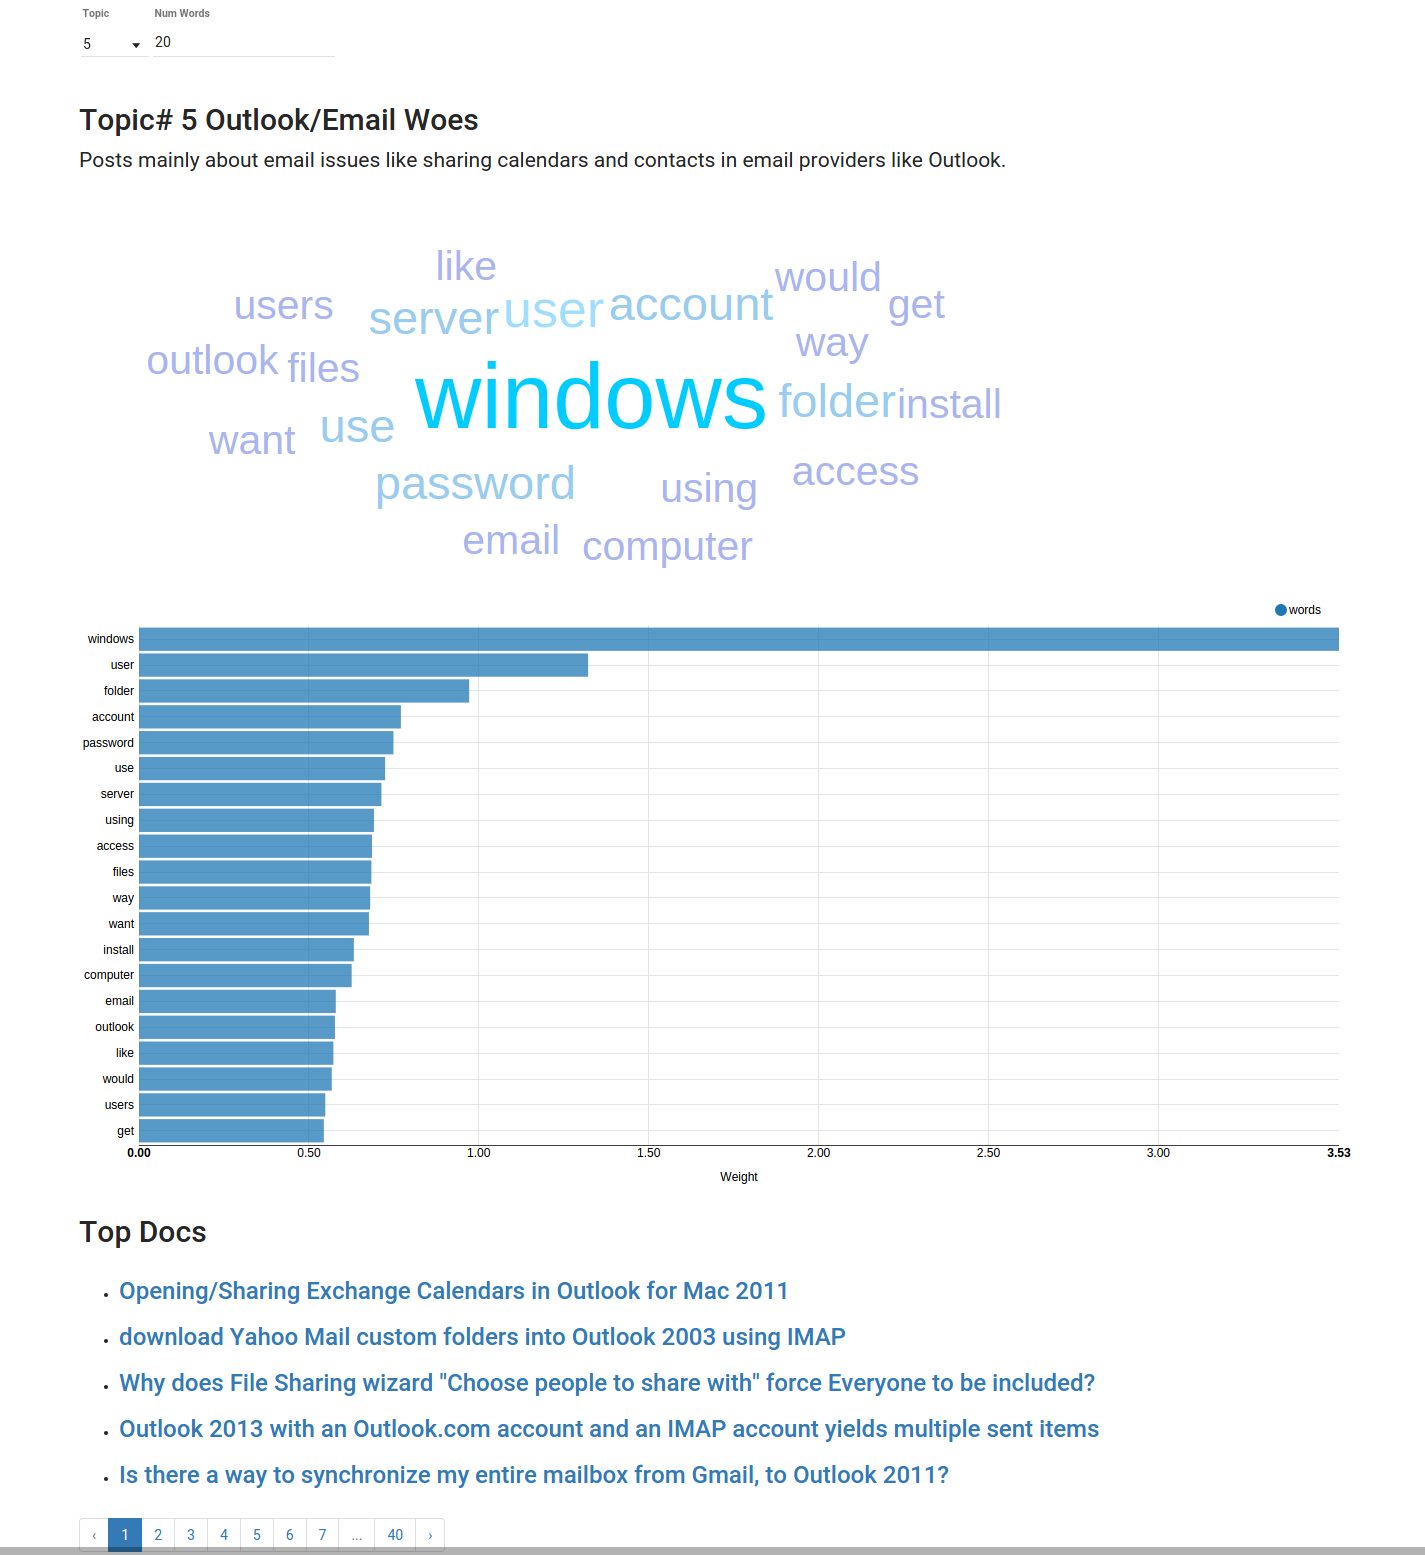 Topic Num Words
5 20
Topic# 5 Outlook/Email Woes
Posts mainly about email issues like sharing calendars and contacts in email providers like Outlook.
like
would
users
server
user
account
get
way
outlook
files
windows
folder
install
want
use
password
using
access
email
computer
words
windows
user
folder
account
password
use
server
using
access
files
way
want
install
computer
email
outlook
like
would
users
get
0.00 0.50 1.00 1.50 2.00 2.50 3.00 3.53
Weight
Top Docs
• Opening/Sharing Exchange Calendars in Outlook for Mac 2011
• download Yahoo Mail custom folders into Outlook 2003 using IMAP
• Why does File Sharing wizard "Choose people to share with" force Everyone to be included?
• Outlook 2013 with an Outlook.com account and an IMAP account yields multiple sent items
• Is there a way to synchronize my entire mailbox from Gmail, to Outlook 2011?
‹ 1 2 3 4 5 6 7 ... 40 ›